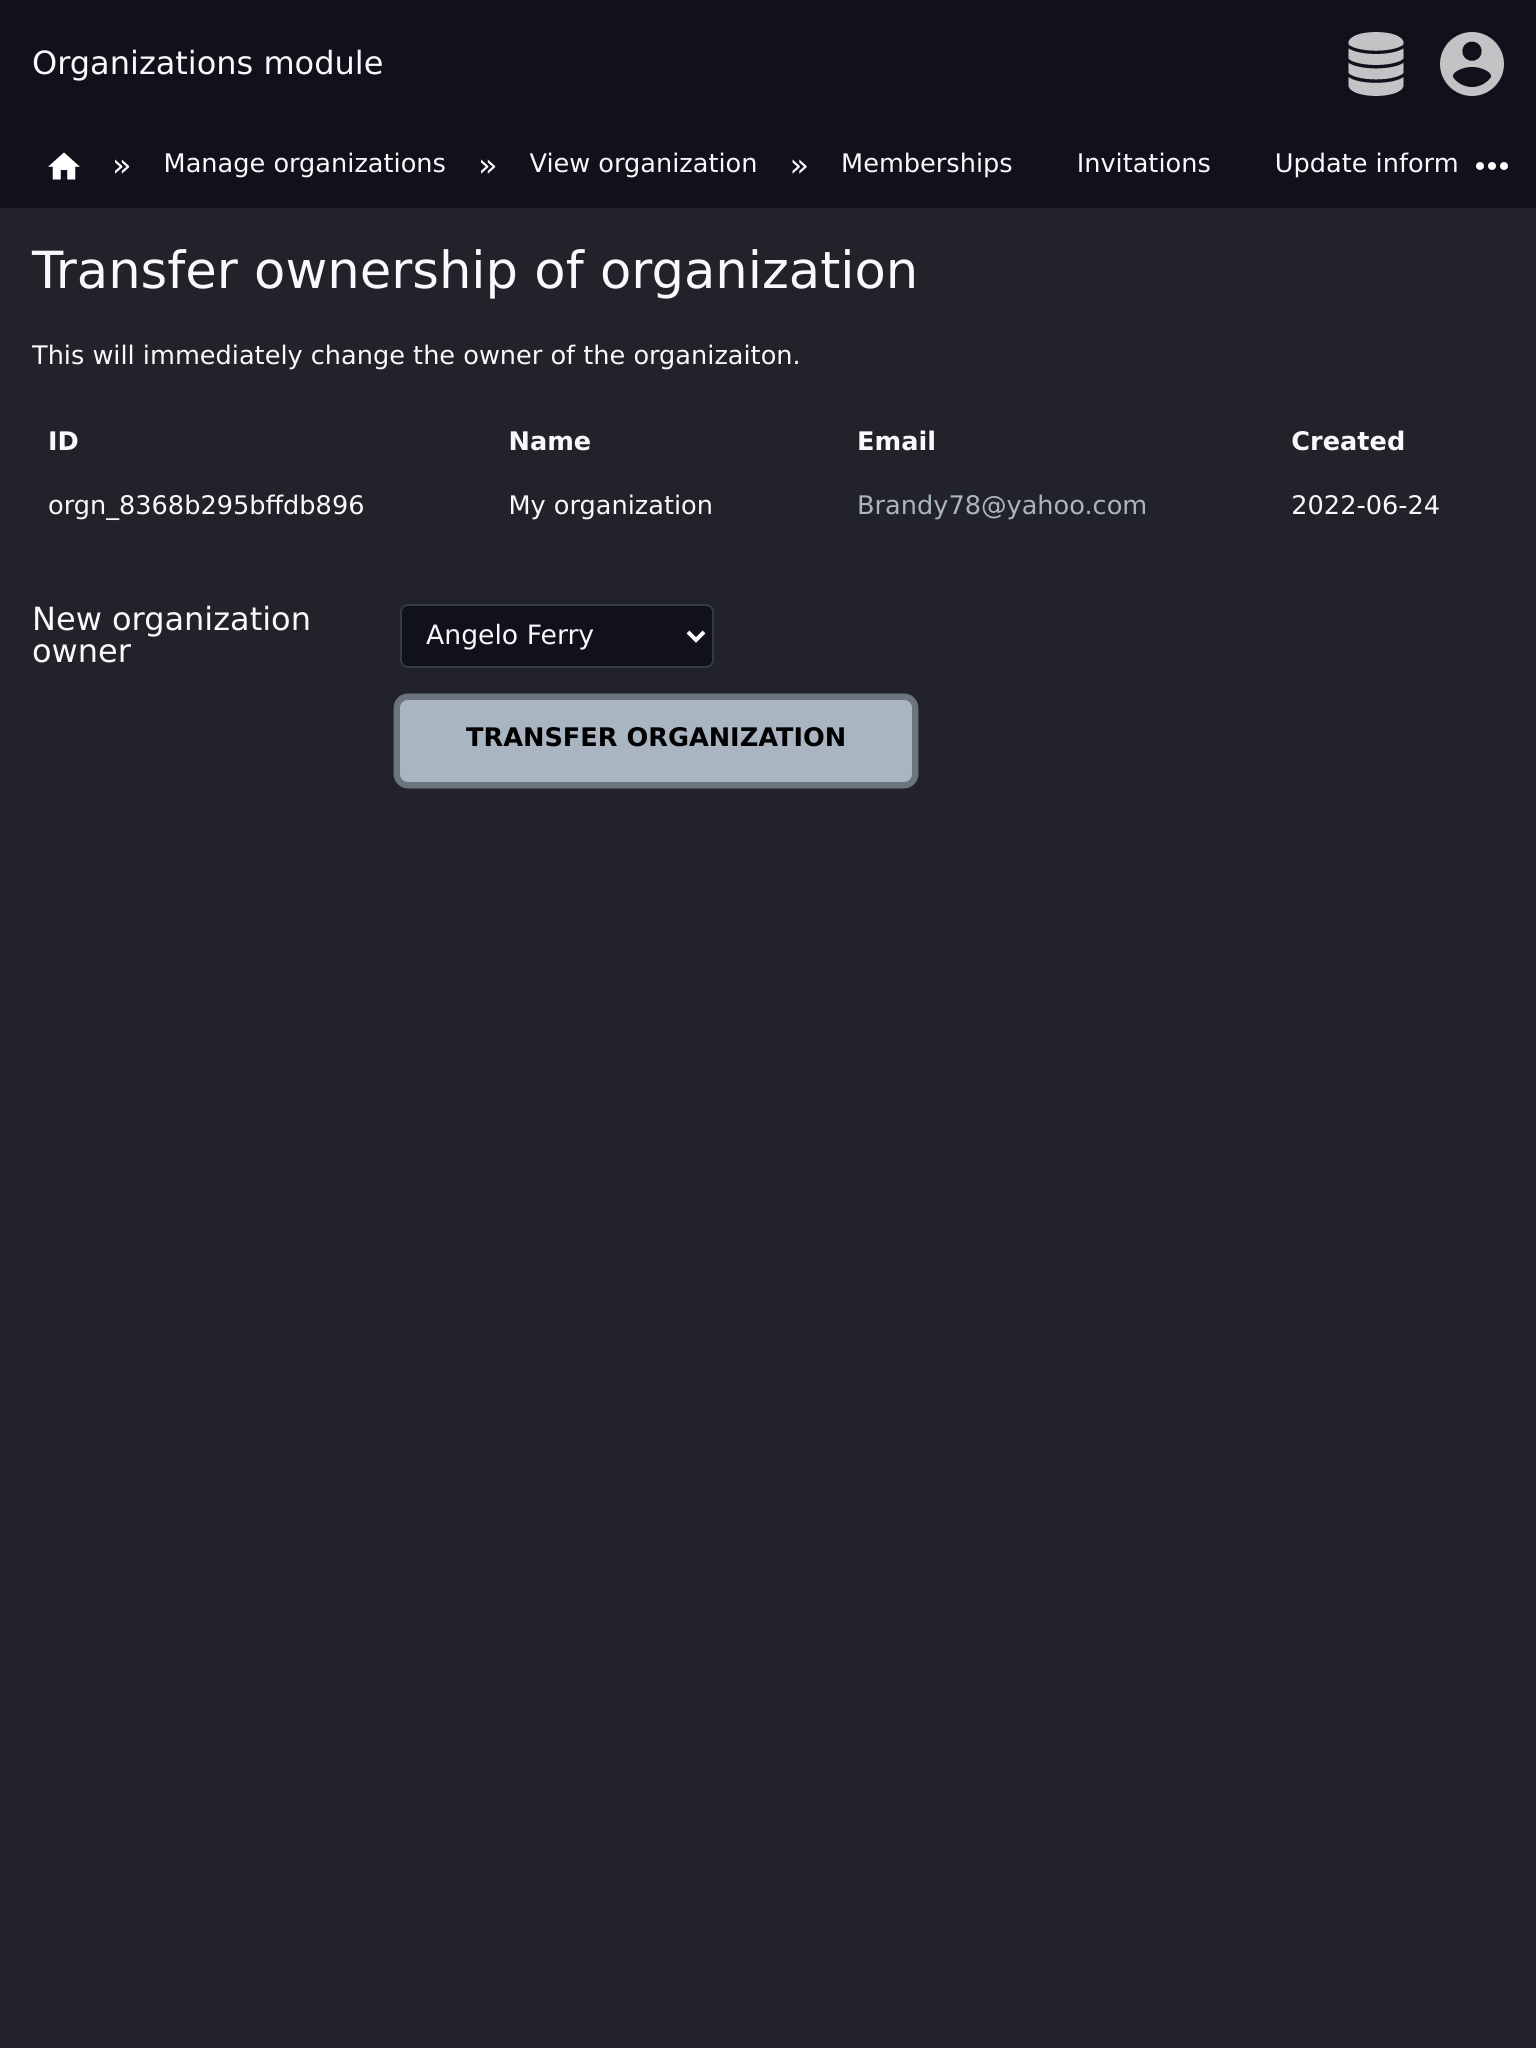 Organizations module
» Manage organizations » View organization » Memberships Invitations Update inform
Transfer ownership of organization
This will immediately change the owner of the organizaiton.
ID Name Email Created
orgn_8368b295bffdb896 My organization Brandy78@yahoo.com 2022-06-24
New organization
owner
Angelo Ferry
TRANSFER ORGANIZATION